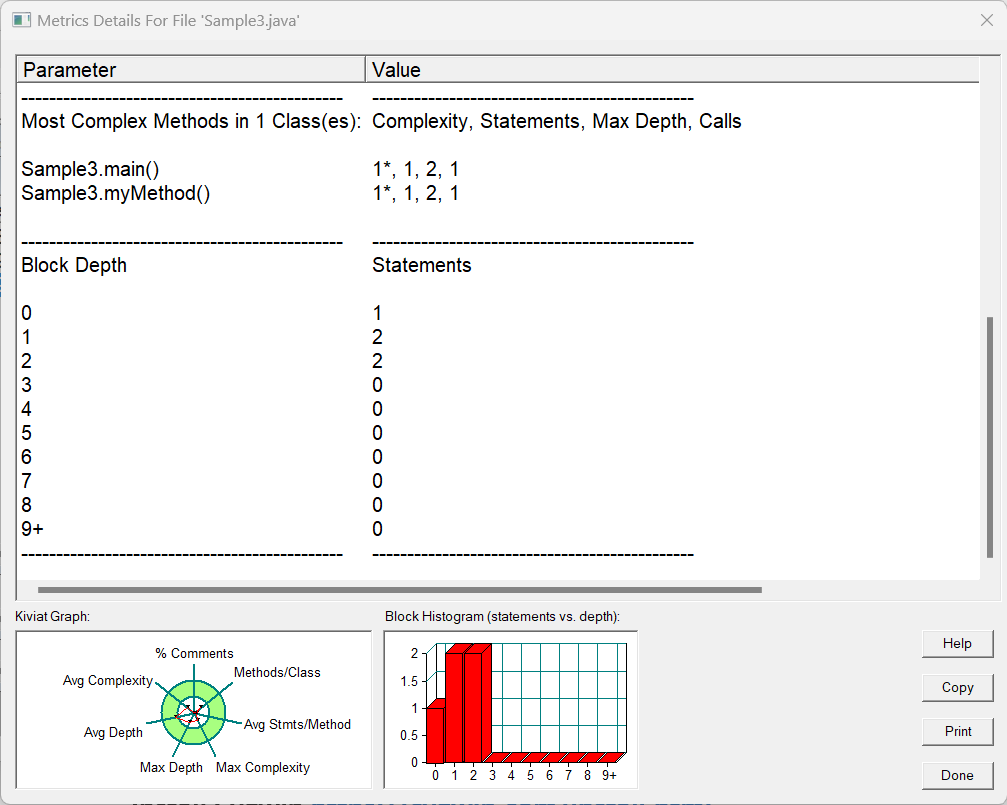 Metrics Details For File 'Sample3.java'
Parameter Value
---------------------------------------------- ----------------------------------------------
Most Complex Methods in 1 Class(es): Complexity, Statements, Max Depth, Calls
Sample3.main() 1*, 1, 2, 1
Sample3.myMethod() 1*, 1, 2, 1
---------------------------------------------- ----------------------------------------------
Block Depth Statements
0 1
1 2
2 2
3 0
4 0
5 0
6 0
7 0
8 0
9+ 0
---------------------------------------------- ----------------------------------------------
Kiviat Graph:
% Comments
Methods/Class
Avg Complexity
Avg Stmts/Method
Avg Depth
Max Depth Max Complexity
Block Histogram (statements vs. depth):
2
1.5
1
0.5
0
0 1 2 3 4 5 6 7 8 9+
Help
Copy
Print
Done